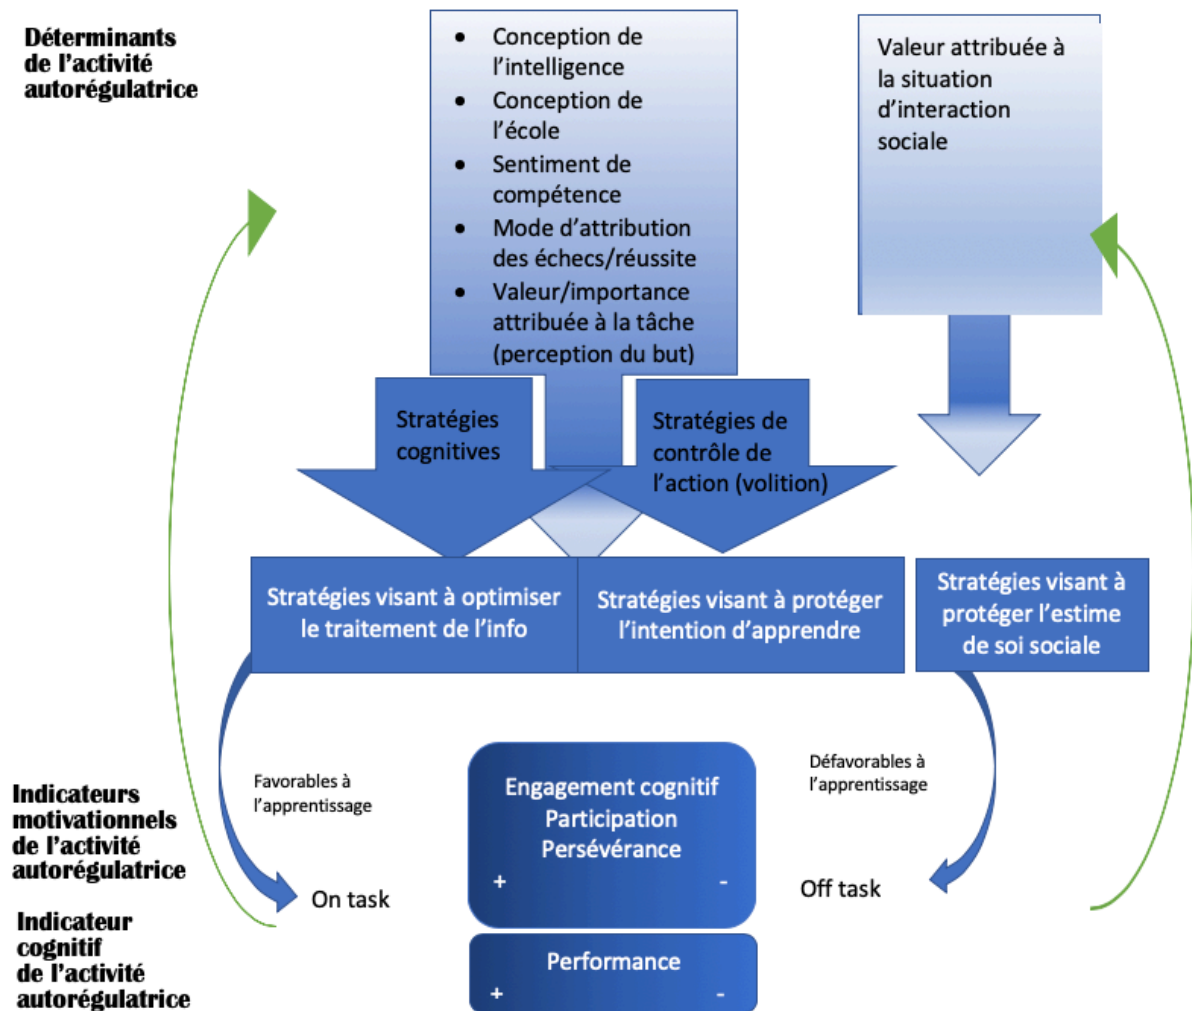 Déterminants
de l'activité
autorégulatrice
• Conception de
l'intelligence
• Conception de
l'école
• Sentiment de
compétence
• Mode d'attribution
des échecs/réussite
• Valeur/importance
attribuée à la tâche
(perception du but)
Valeur attribuée à
la situation
d'interaction
sociale
Stratégies
cognitives
Stratégies de
contrôle de
l'action (volition)
Stratégies visant à optimiser
le traitement de l'info
Stratégies visant à protéger
l'intention d'apprendre
Stratégies visant à
protéger l'estime
de soi sociale
Indicateurs
motivationnels
de l'activité
autorégulatrice
Favorables à
l'apprentissage
On task
Engagement cognitif
Participation
Persévérance
+ -
Défavorables à
l'apprentissage
Off task
Indicateur
cognitif
de l'activité
autorégulatrice
Performance
+ -